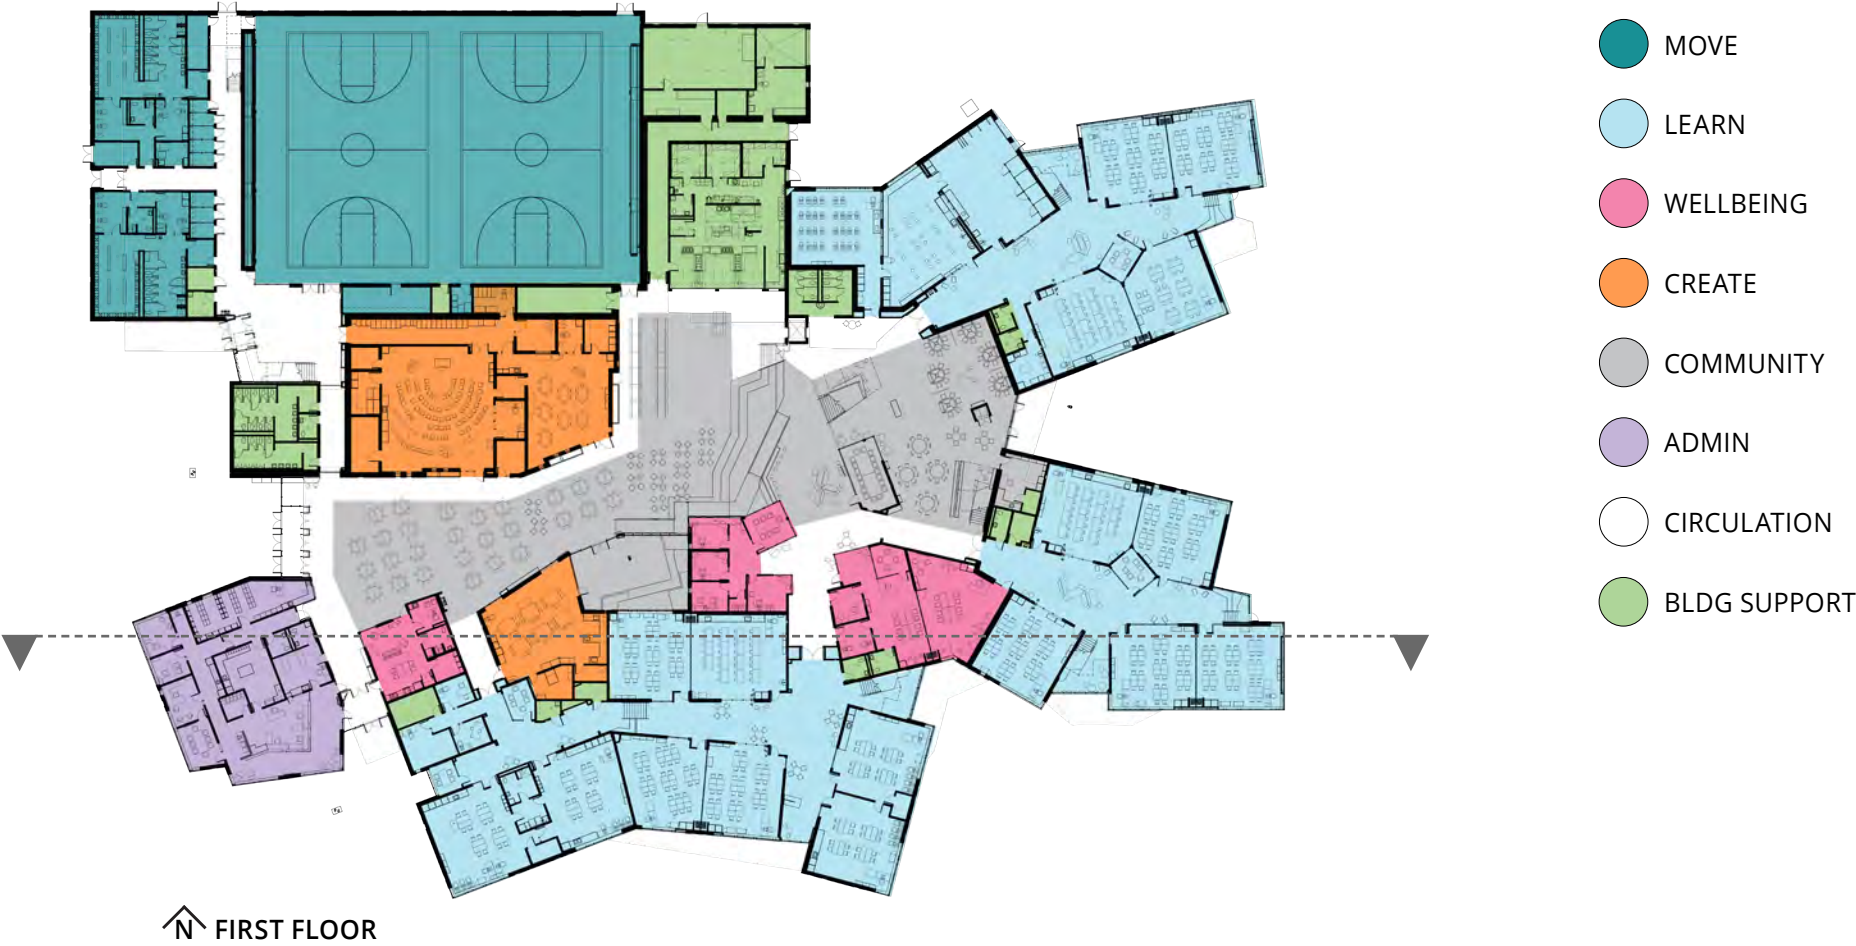 MOVE
LEARN
WELLBEING
CREATE
COMMUNITY
ADMIN
CIRCULATION
BLDG SUPPORT
N FIRST FLOOR